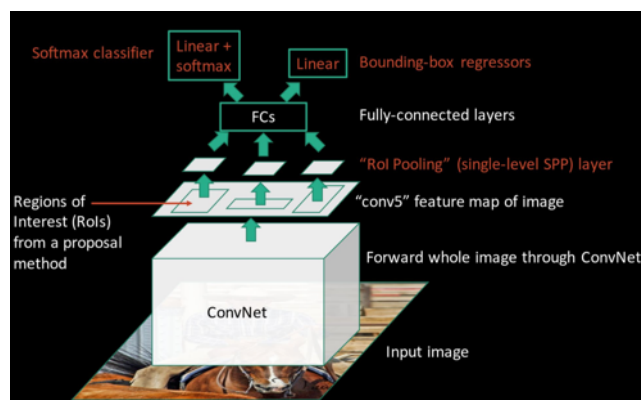 Softmax classifier
Linear +
softmax
Linear
Bounding-box regressors
FCs
Fully-connected layers
"RoI Pooling" (single-level SPP) layer
Regions of
Interest (RoIs)
from a proposal
method
"conv5" feature map of image
Forward whole image through ConvNet
ConvNet
Input image